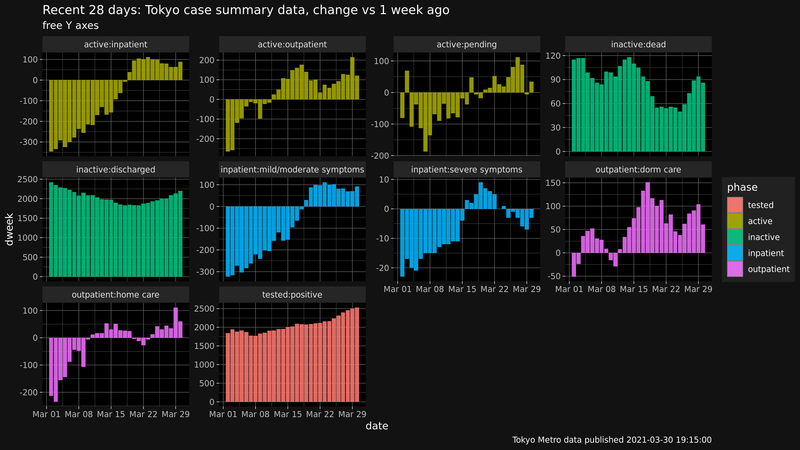 Recent 28 days: Tokyo case summary data, change vs 1 week ago
free Y axes
active:inpatient
active:outpatient
active:pending
inactive:dead
100
0
-100
-200
-300
200
100
0
-100
-200
100
0
-100
-200
120
90
60
30
0
inactive:discharged
inpatient:mild/moderate symptoms
inpatient:severe symptoms
outpatient:dorm care
2500
2000
1500
1000
500
0
100
0
-100
-200
-300
10
0
-10
-20
150
100
50
0
-50
Mar 01 Mar 08 Mar 15 Mar 22 Mar 29
Mar 01 Mar 08 Mar 15 Mar 22 Mar 29
outpatient:home care
tested:positive
100
0
-100
-200
2500
2000
1500
1000
500
0
Mar 01 Mar 08 Mar 15 Mar 22 Mar 29
Mar 01 Mar 08 Mar 15 Mar 22 Mar 29
dweek
date
phase
tested
active
inactive
inpatient
outpatient
Tokyo Metro data published 2021-03-30 19:15:00